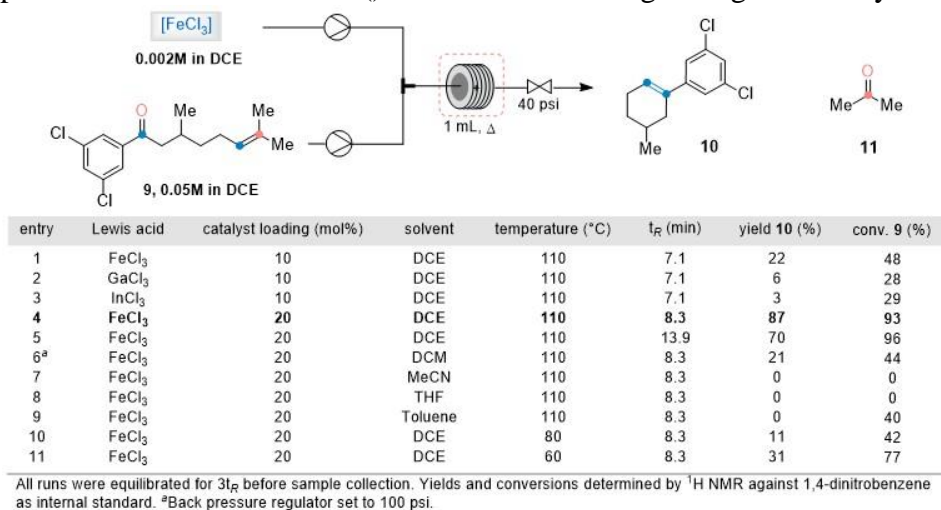 [FeCl3]
0.002M in DCE
O
Me
Me
Me
Cl
Cl
9, 0.05M in DCE
1 mL, Δ
40 psi
Cl
Cl
Me
10
O
Me
Me
11
entry Lewis acid catalyst loading (mol%) solvent temperature (°C) tR (min) yield 10 (%) conv. 9 (%)
1 FeCl3 10 DCE 110 7.1 22 48
2 GaCl3 10 DCE 110 7.1 6 28
3 InCl3 10 DCE 110 7.1 3 29
4 FeCl3 20 DCE 110 8.3 87 93
5 FeCl3 20 DCE 110 13.9 70 96
6a FeCl3 20 DCM 110 8.3 21 44
7 FeCl3 20 MeCN 110 8.3 0 0
8 FeCl3 20 THF 110 8.3 0 0
9 FeCl3 20 Toluene 110 8.3 0 40
10 FeCl3 20 DCE 80 8.3 11 42
11 FeCl3 20 DCE 60 8.3 31 77
All runs were equilibrated for 3tR before sample collection. Yields and conversions determined by 1H NMR against 1,4-dinitrobenzene
as internal standard. aBack pressure regulator set to 100 psi.